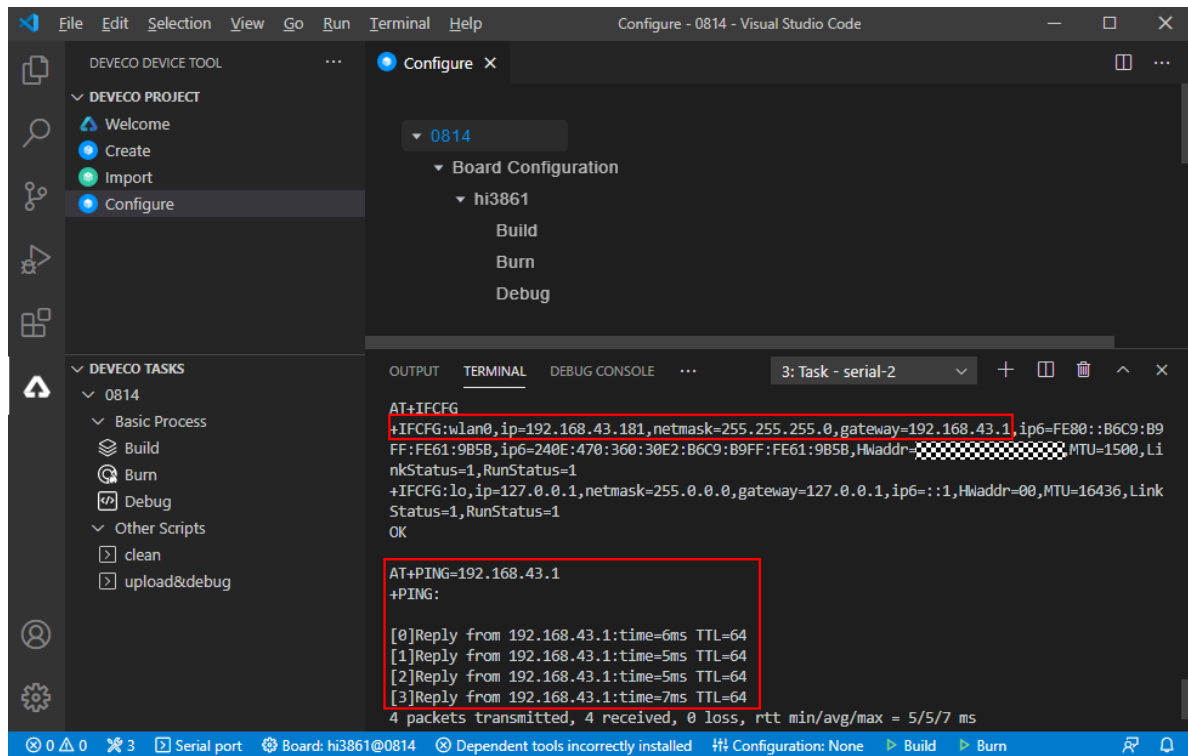 File Edit Selection View Go Run Terminal Help Configure - 0814 - Visual Studio Code
DEVECO DEVICE TOOL
DEVECO PROJECT
Welcome
Create
Import
Configure
Configure
0814
Board Configuration
hi3861
Build
Burn
Debug
DEVECO TASKS
0814
Basic Process
Build
Burn
Debug
Other Scripts
clean
upload&debug
OUTPUT TERMINAL DEBUG CONSOLE 3: Task - serial-2
AT+IFCFG
+IFCFG:wlan0,ip=192.168.43.181,netmask=255.255.255.0,gateway=192.168.43.1,ip6=FE80::B6C9:B9
FF:FE61:9B5B,ip6=240E:470:360:30E2:B6C9:B9FF:FE61:9B5B,HWaddr= ,MTU=1500,Li
nkStatus=1,RunStatus=1
+IFCFG:lo,ip=127.0.0.1,netmask=255.0.0.0,gateway=127.0.0.1,ip6=::1,HWaddr=00,MTU=16436,Link
Status=1,RunStatus=1
OK
AT+PING=192.168.43.1
+PING:
[0]Reply from 192.168.43.1:time=6ms TTL=64
[1]Reply from 192.168.43.1:time=5ms TTL=64
[2]Reply from 192.168.43.1:time=5ms TTL=64
[3]Reply from 192.168.43.1:time=7ms TTL=64
4 packets transmitted, 4 received, 0 loss, rtt min/avg/max = 5/5/7 ms
0 0 3 Serial port Board: hi3861@0814 Dependent tools incorrectly installed Configuration: None Build Burn